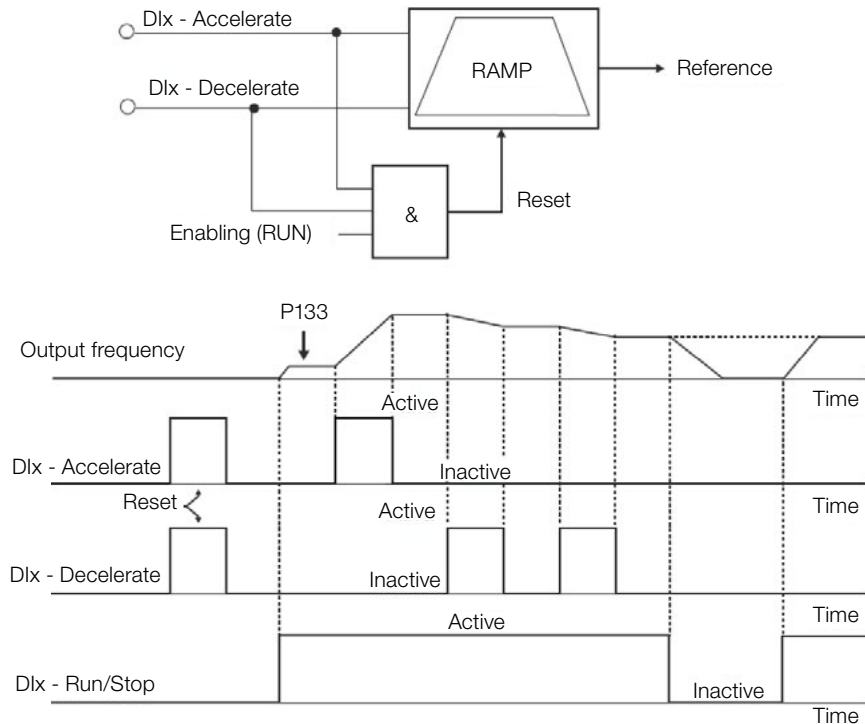 DIx - Accelerate
RAMP
Reference
DIx - Decelerate
&
Reset
Enabling (RUN)
P133
Output frequency
Active
Time
DIx - Accelerate
Inactive
Reset
Active
Time
DIx - Decelerate
Inactive
Time
Active
DIx - Run/Stop
Inactive
Time